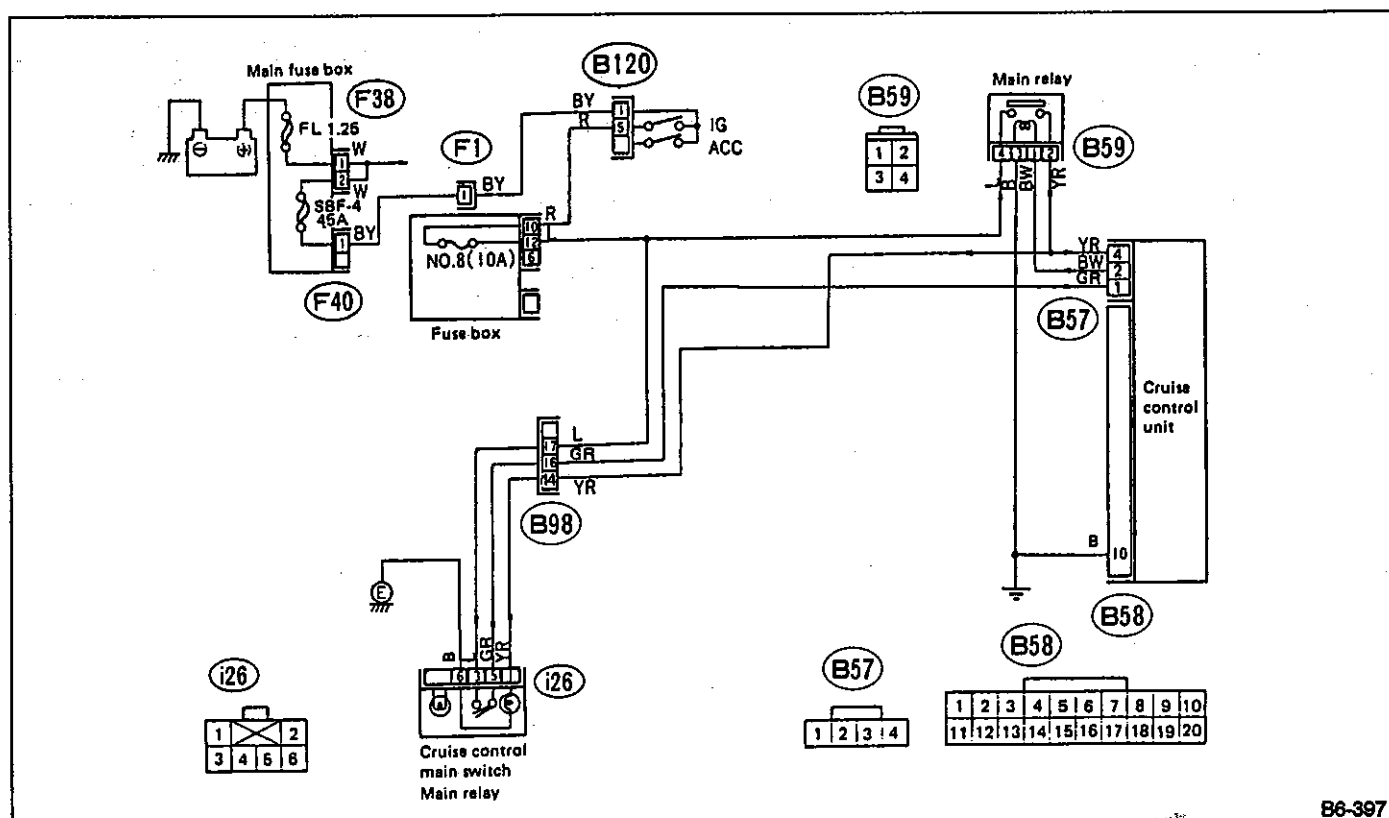 Main fuse box
F38
FL 1.25
W
1
2
W
SBF-4
45A
1
BY
F40
F1
1
BY
BY
R
B120
1
5
IG
ACC
R
10
12
6
NO.8(10A)
Fuse box
B59
1 2
3 4
Main relay
4 3 1 2
B59
L
B
BW
YR
YR
BW
GR
4
2
1
B57
Cruise
control
unit
B
10
B58
17
16
14
L
GR
YR
B98
E
B
L
GR
YR
6 3 5 1
i26
Cruise control
main switch
Main relay
i26
1 2
3 4 5 6
B57
1 2 3 4
B58
1 2 3 4 5 6 7 8 9 10
11 12 13 14 15 16 17 18 19 20
B6-397